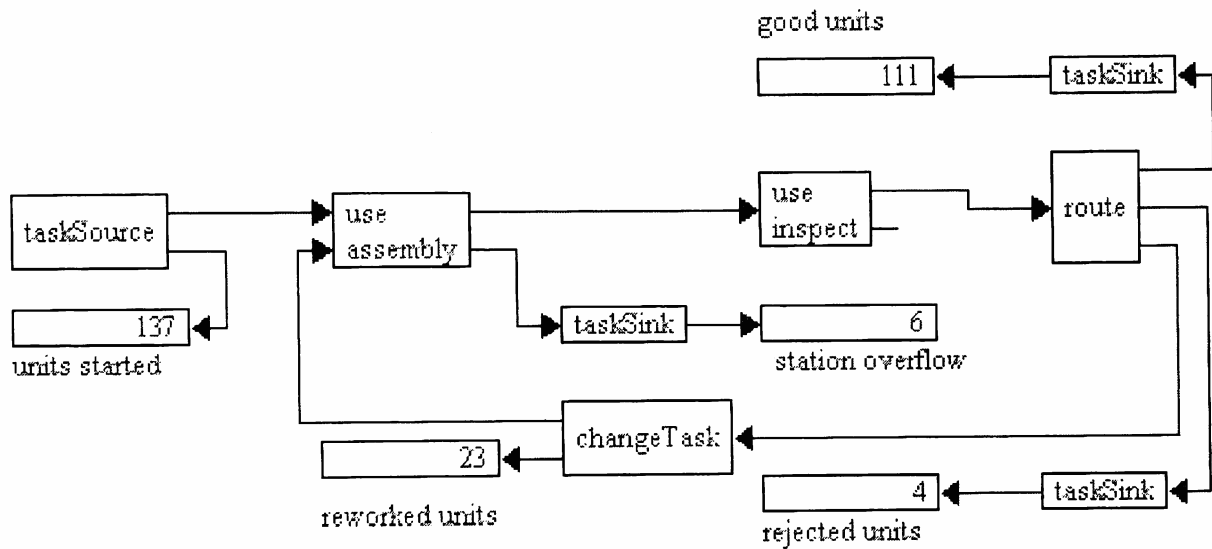 good units
111
taskSink
taskSource
use
assembly
use
inspect
route
137
units started
taskSink
6
station overflow
changeTask
23
reworked units
4
taskSink
rejected units